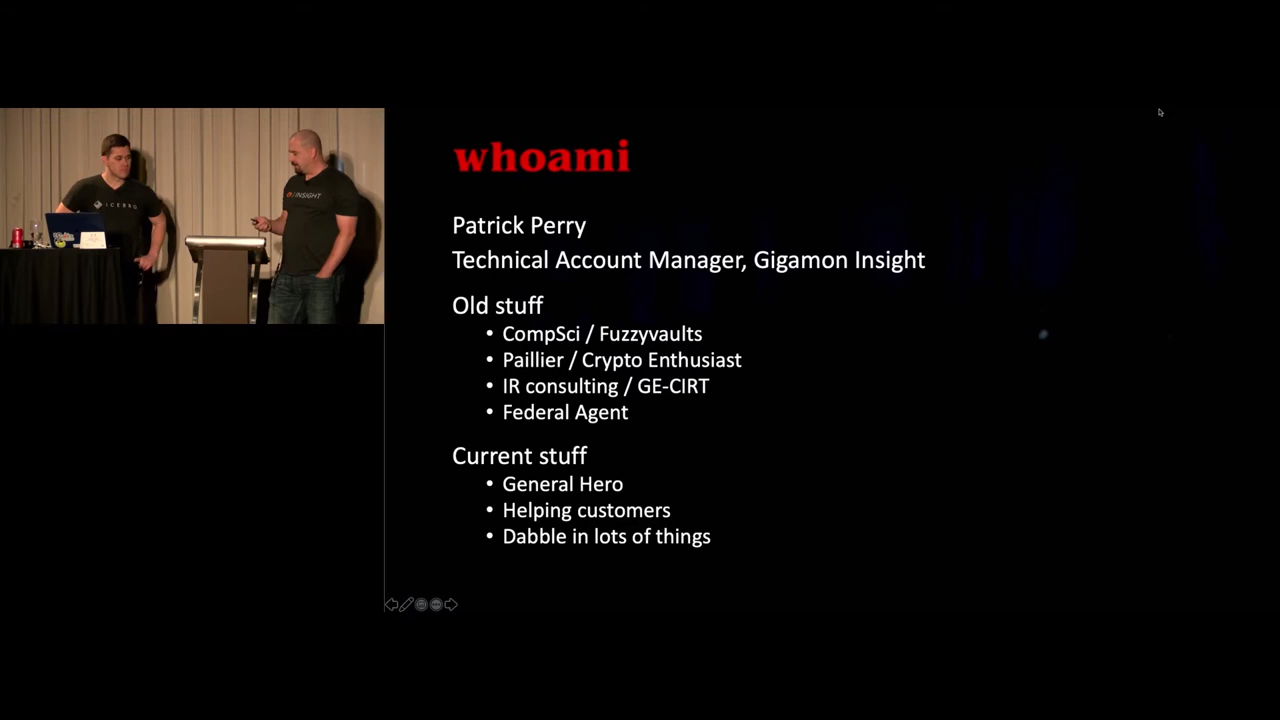 whoami
Patrick Perry
Technical Account Manager, Gigamon Insight
Old stuff
• CompSci / Fuzzyvaults
• Paillier / Crypto Enthusiast
• IR consulting / GE-CIRT
• Federal Agent
Current stuff
• General Hero
• Helping customers
• Dabble in lots of things
INSIGHT